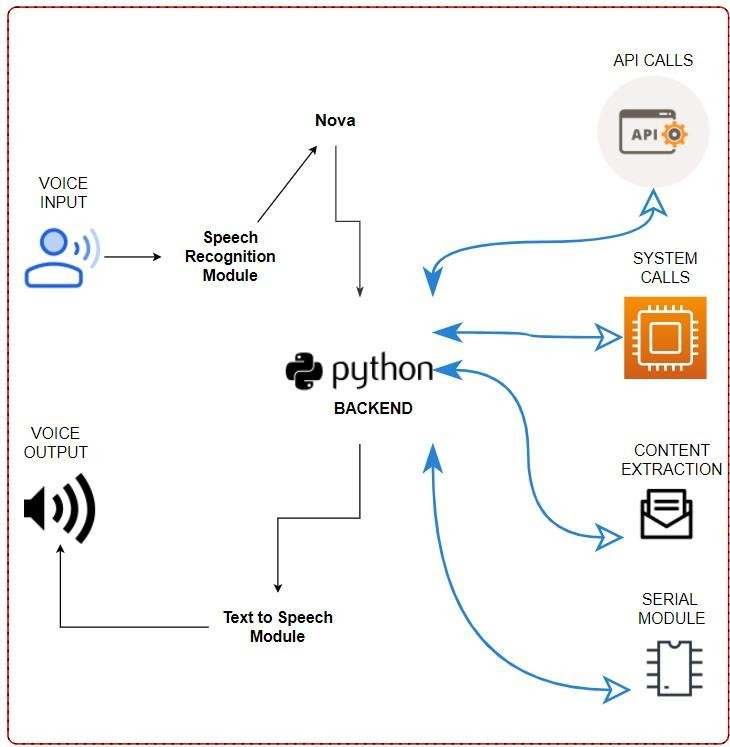 API CALLS
API
Nova
VOICE
INPUT
Speech
Recognition
Module
SYSTEM
CALLS
python
BACKEND
VOICE
OUTPUT
CONTENT
EXTRACTION
SERIAL
MODULE
Text to Speech
Module